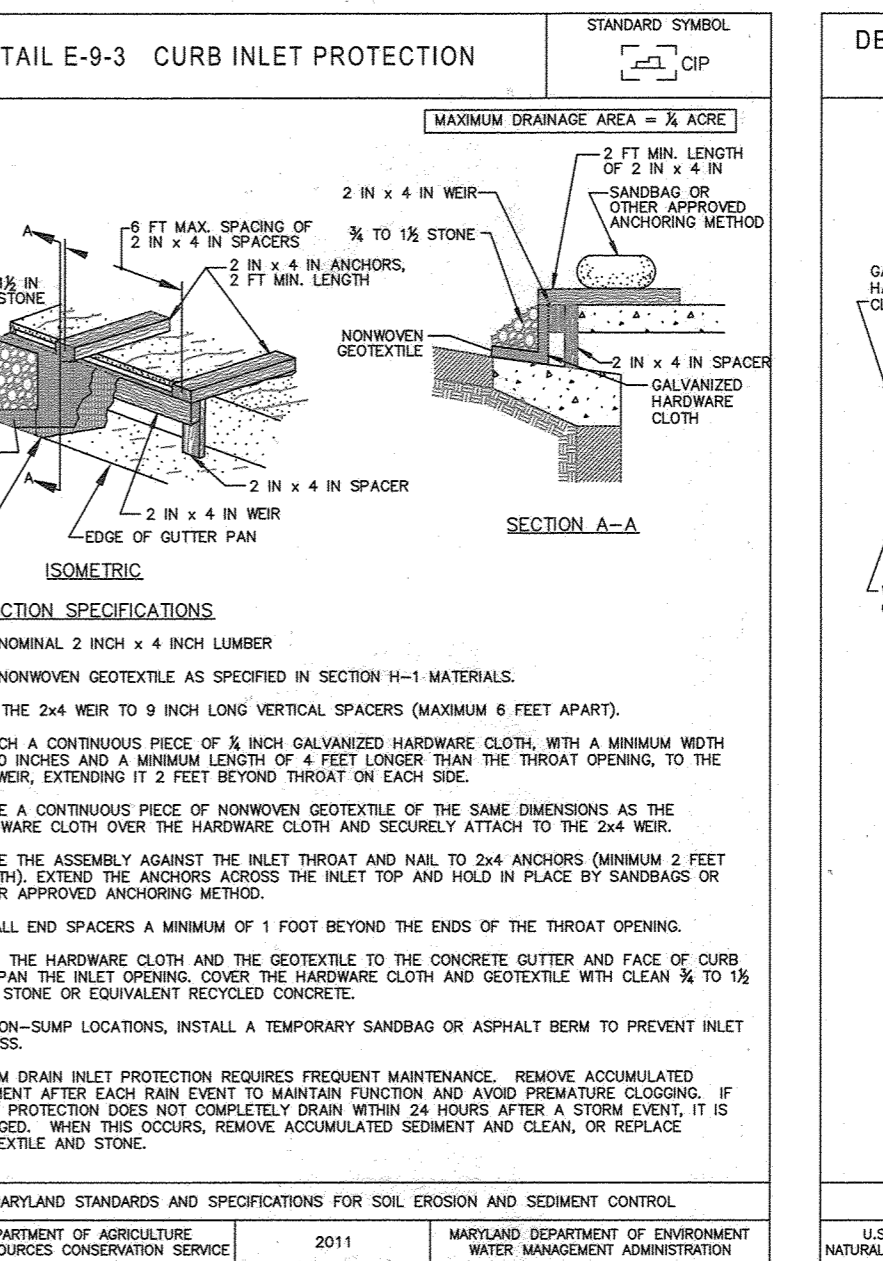 TAIL E-9-3 CURB INLET PROTECTION
STANDARD SYMBOL
CIP
MAXIMUM DRAINAGE AREA = ¼ ACRE
2 FT MIN. LENGTH
OF 2 IN x 4 IN
2 IN x 4 IN WEIR
SANDBAG OR
OTHER APPROVED
ANCHORING METHOD
¾ TO 1½ STONE
A
6 FT MAX. SPACING OF
2 IN x 4 IN SPACERS
2 IN x 4 IN ANCHORS,
2 FT MIN. LENGTH
1½ IN
STONE
NONWOVEN
GEOTEXTILE
2 IN x 4 IN SPACER
GALVANIZED
HARDWARE
CLOTH
A
2 IN x 4 IN SPACER
2 IN x 4 IN WEIR
EDGE OF GUTTER PAN
SECTION A-A
ISOMETRIC
CTION SPECIFICATIONS
NOMINAL 2 INCH x 4 INCH LUMBER
NONWOVEN GEOTEXTILE AS SPECIFIED IN SECTION H-1 MATERIALS.
THE 2x4 WEIR TO 9 INCH LONG VERTICAL SPACERS (MAXIMUM 6 FEET APART).
CH A CONTINUOUS PIECE OF ¼ INCH GALVANIZED HARDWARE CLOTH, WITH A MINIMUM WIDTH
0 INCHES AND A MINIMUM LENGTH OF 4 FEET LONGER THAN THE THROAT OPENING, TO THE
WEIR, EXTENDING IT 2 FEET BEYOND THROAT ON EACH SIDE.
E A CONTINUOUS PIECE OF NONWOVEN GEOTEXTILE OF THE SAME DIMENSIONS AS THE
WARE CLOTH OVER THE HARDWARE CLOTH AND SECURELY ATTACH TO THE 2x4 WEIR.
E THE ASSEMBLY AGAINST THE INLET THROAT AND NAIL TO 2x4 ANCHORS (MINIMUM 2 FEET
TH). EXTEND THE ANCHORS ACROSS THE INLET TOP AND HOLD IN PLACE BY SANDBAGS OR
R APPROVED ANCHORING METHOD.
ALL END SPACERS A MINIMUM OF 1 FOOT BEYOND THE ENDS OF THE THROAT OPENING.
THE HARDWARE CLOTH AND THE GEOTEXTILE TO THE CONCRETE GUTTER AND FACE OF CURB
PAN THE INLET OPENING. COVER THE HARDWARE CLOTH AND GEOTEXTILE WITH CLEAN ¾ TO 1½
STONE OR EQUIVALENT RECYCLED CONCRETE.
ON-SUMP LOCATIONS, INSTALL A TEMPORARY SANDBAG OR ASPHALT BERM TO PREVENT INLET
SS.
M DRAIN INLET PROTECTION REQUIRES FREQUENT MAINTENANCE. REMOVE ACCUMULATED
MENT AFTER EACH RAIN EVENT TO MAINTAIN FUNCTION AND AVOID PREMATURE CLOGGING. IF
PROTECTION DOES NOT COMPLETELY DRAIN WITHIN 24 HOURS AFTER A STORM EVENT, IT IS
GED. WHEN THIS OCCURS, REMOVE ACCUMULATED SEDIMENT AND CLEAN, OR REPLACE
EXTILE AND STONE.
ARYLAND STANDARDS AND SPECIFICATIONS FOR SOIL EROSION AND SEDIMENT CONTROL
PARTMENT OF AGRICULTURE
OURCES CONSERVATION SERVICE
2011
MARYLAND DEPARTMENT OF ENVIRONMENT
WATER MANAGEMENT ADMINISTRATION
DE
GA
HA
CL
U.S
NATURAL